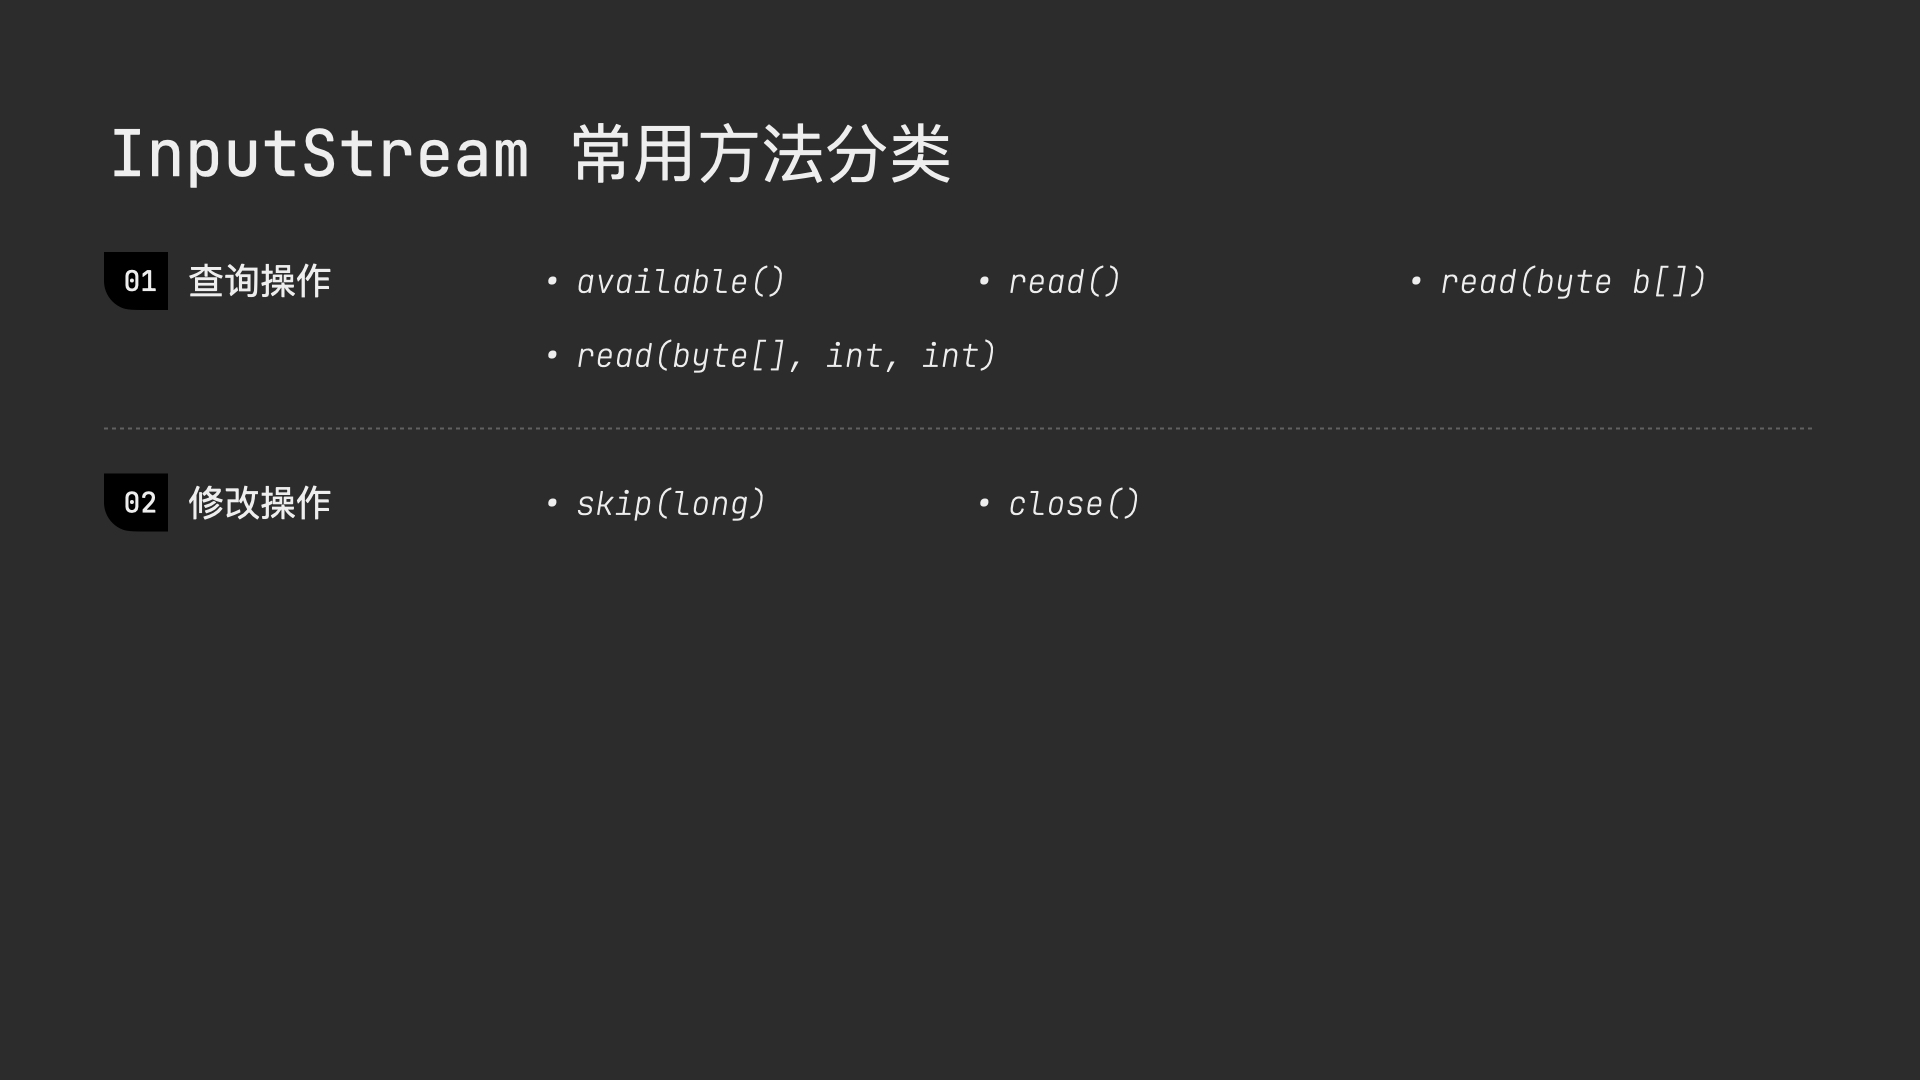 InputStream 常用方法分类
01 查询操作 • available() • read() • read(byte b[])
• read(byte[], int, int)
02 修改操作 • skip(long) • close()